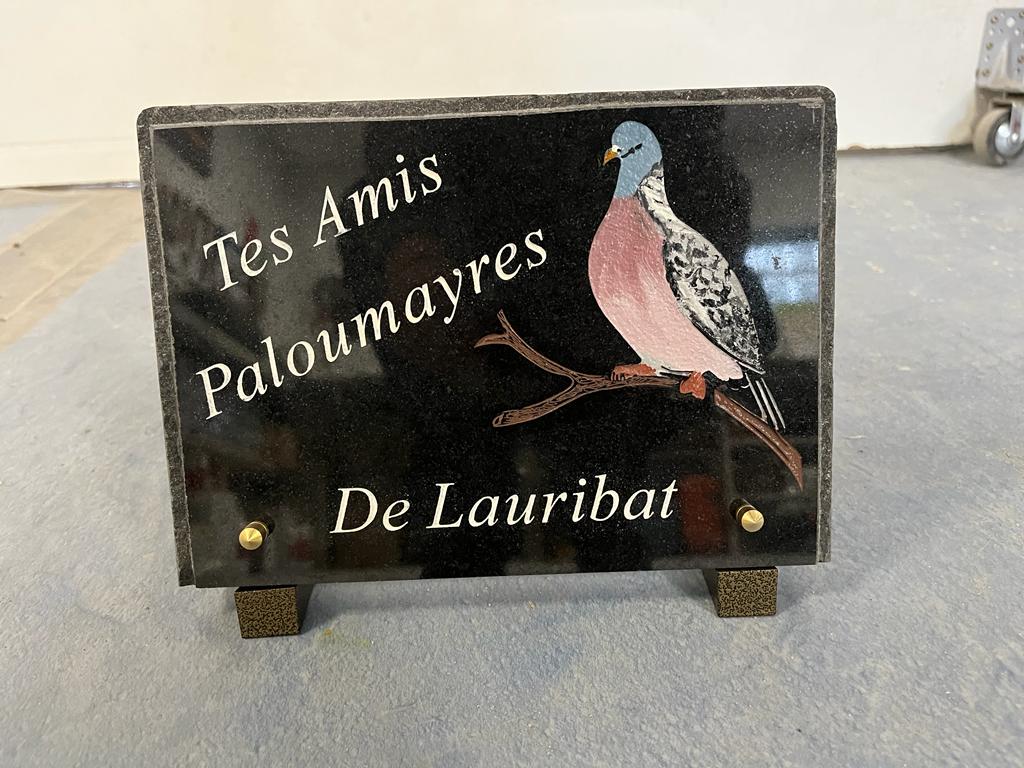 Tes Amis
Paloumayres
De Lauribat